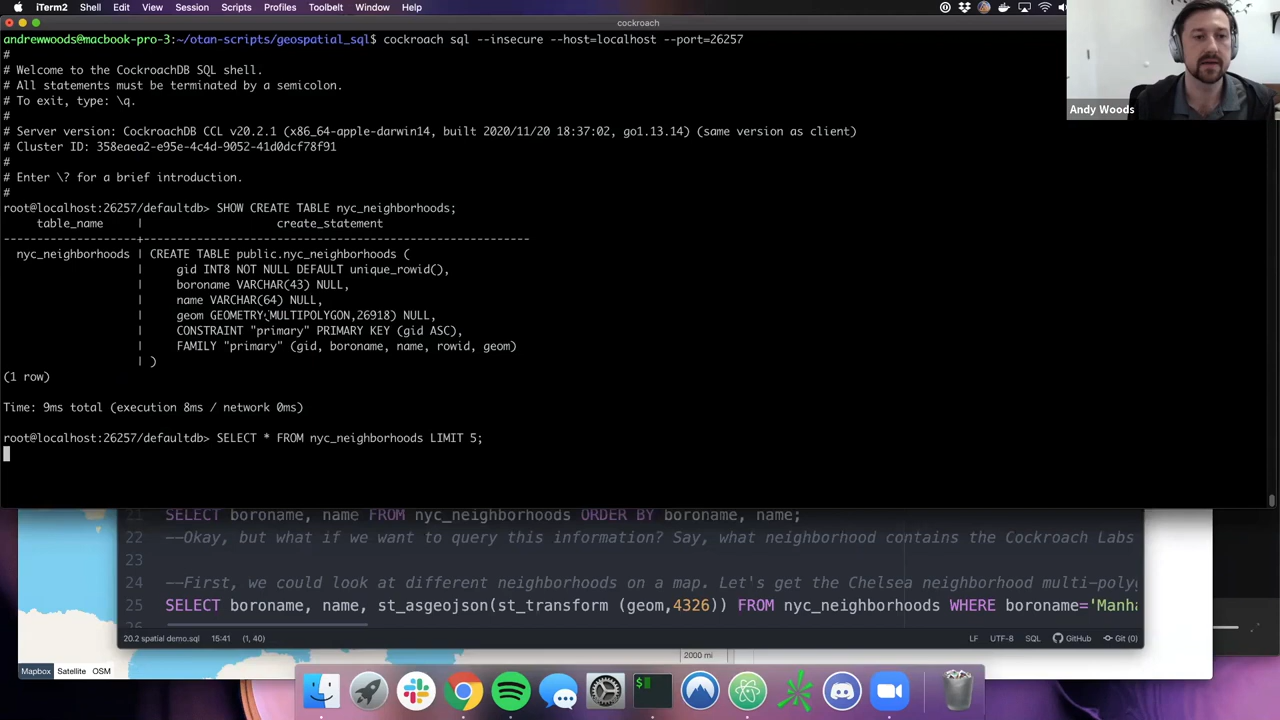 iTerm2 Shell Edit View Session Scripts Profiles Toolbelt Window Help
cockroach
andrewwoods@macbook-pro-3:~/otan-scripts/geospatial_sql$ cockroach sql --insecure --host=localhost --port=26257
#
# Welcome to the CockroachDB SQL shell.
# All statements must be terminated by a semicolon.
# To exit, type: \q.
#
# Server version: CockroachDB CCL v20.2.1 (x86_64-apple-darwin14, built 2020/11/20 18:37:02, go1.13.14) (same version as client)
# Cluster ID: 358eaea2-e95e-4c4d-9052-41d0dcf78f91
#
# Enter \? for a brief introduction.
#
root@localhost:26257/defaultdb> SHOW CREATE TABLE nyc_neighborhoods;
table_name | create_statement
-------------------+----------------------------------------------------------
nyc_neighborhoods | CREATE TABLE public.nyc_neighborhoods (
| gid INT8 NOT NULL DEFAULT unique_rowid(),
| boroname VARCHAR(43) NULL,
| name VARCHAR(64) NULL,
| geom GEOMETRY(MULTIPOLYGON,26918) NULL,
| CONSTRAINT "primary" PRIMARY KEY (gid ASC),
| FAMILY "primary" (gid, boroname, name, rowid, geom)
| )
(1 row)
Time: 9ms total (execution 8ms / network 0ms)
root@localhost:26257/defaultdb> SELECT * FROM nyc_neighborhoods LIMIT 5;
Andy Woods
21 SELECT boroname, name FROM nyc_neighborhoods ORDER BY boroname, name;
22 --Okay, but what if we want to query this information? Say, what neighborhood contains the Cockroach Labs
23
24 --First, we could look at different neighborhoods on a map. Let's get the Chelsea neighborhood multi-poly
25 SELECT boroname, name, st_asgeojson(st_transform (geom,4326)) FROM nyc_neighborhoods WHERE boroname='Manha
26
20.2 spatial demo.sql 15:41 (1, 40) LF UTF-8 SQL GitHub Git (0)
2000 mi
Mapbox Satellite OSM